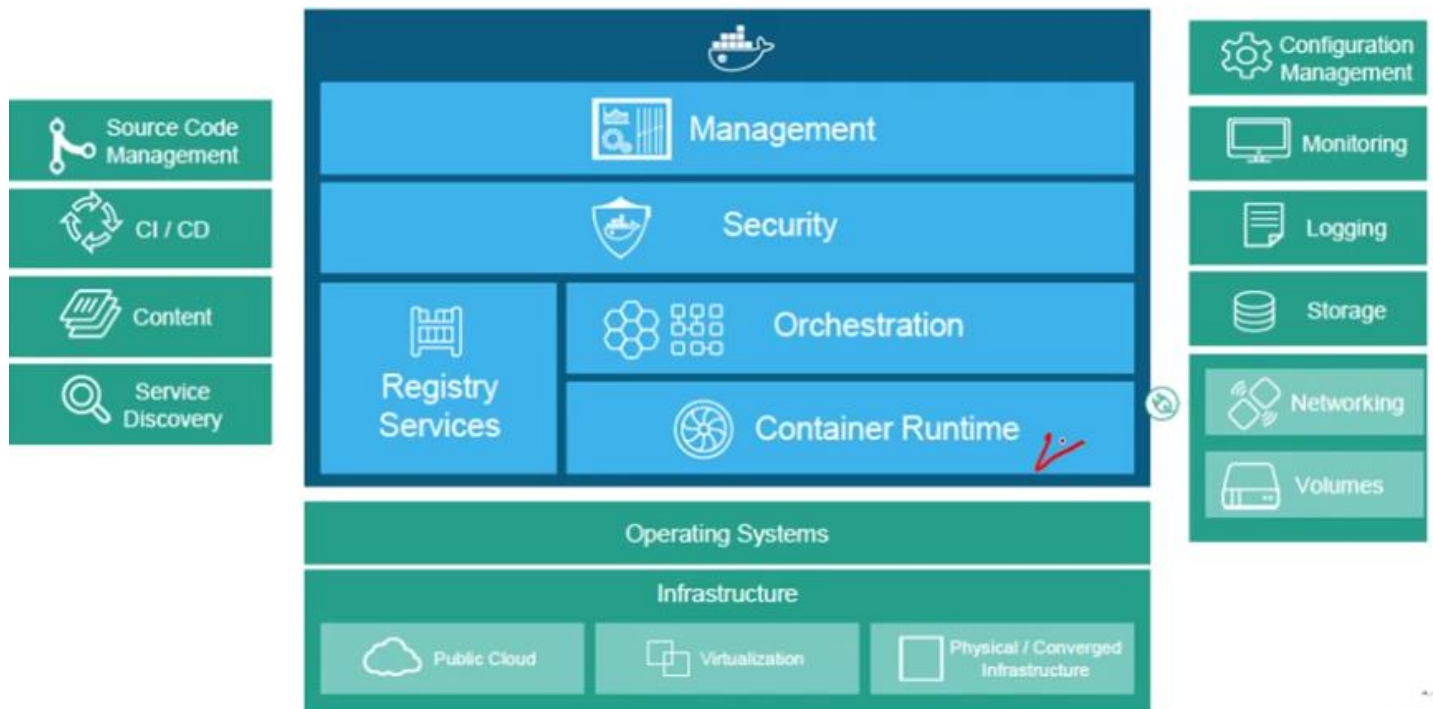 Source Code
Management
CI / CD
Content
Service
Discovery
Management
Security
Registry
Services
Orchestration
Container Runtime
Operating Systems
Infrastructure
Public Cloud
Virtualization
Physical / Converged
Infrastructure
Configuration
Management
Monitoring
Logging
Storage
Networking
Volumes